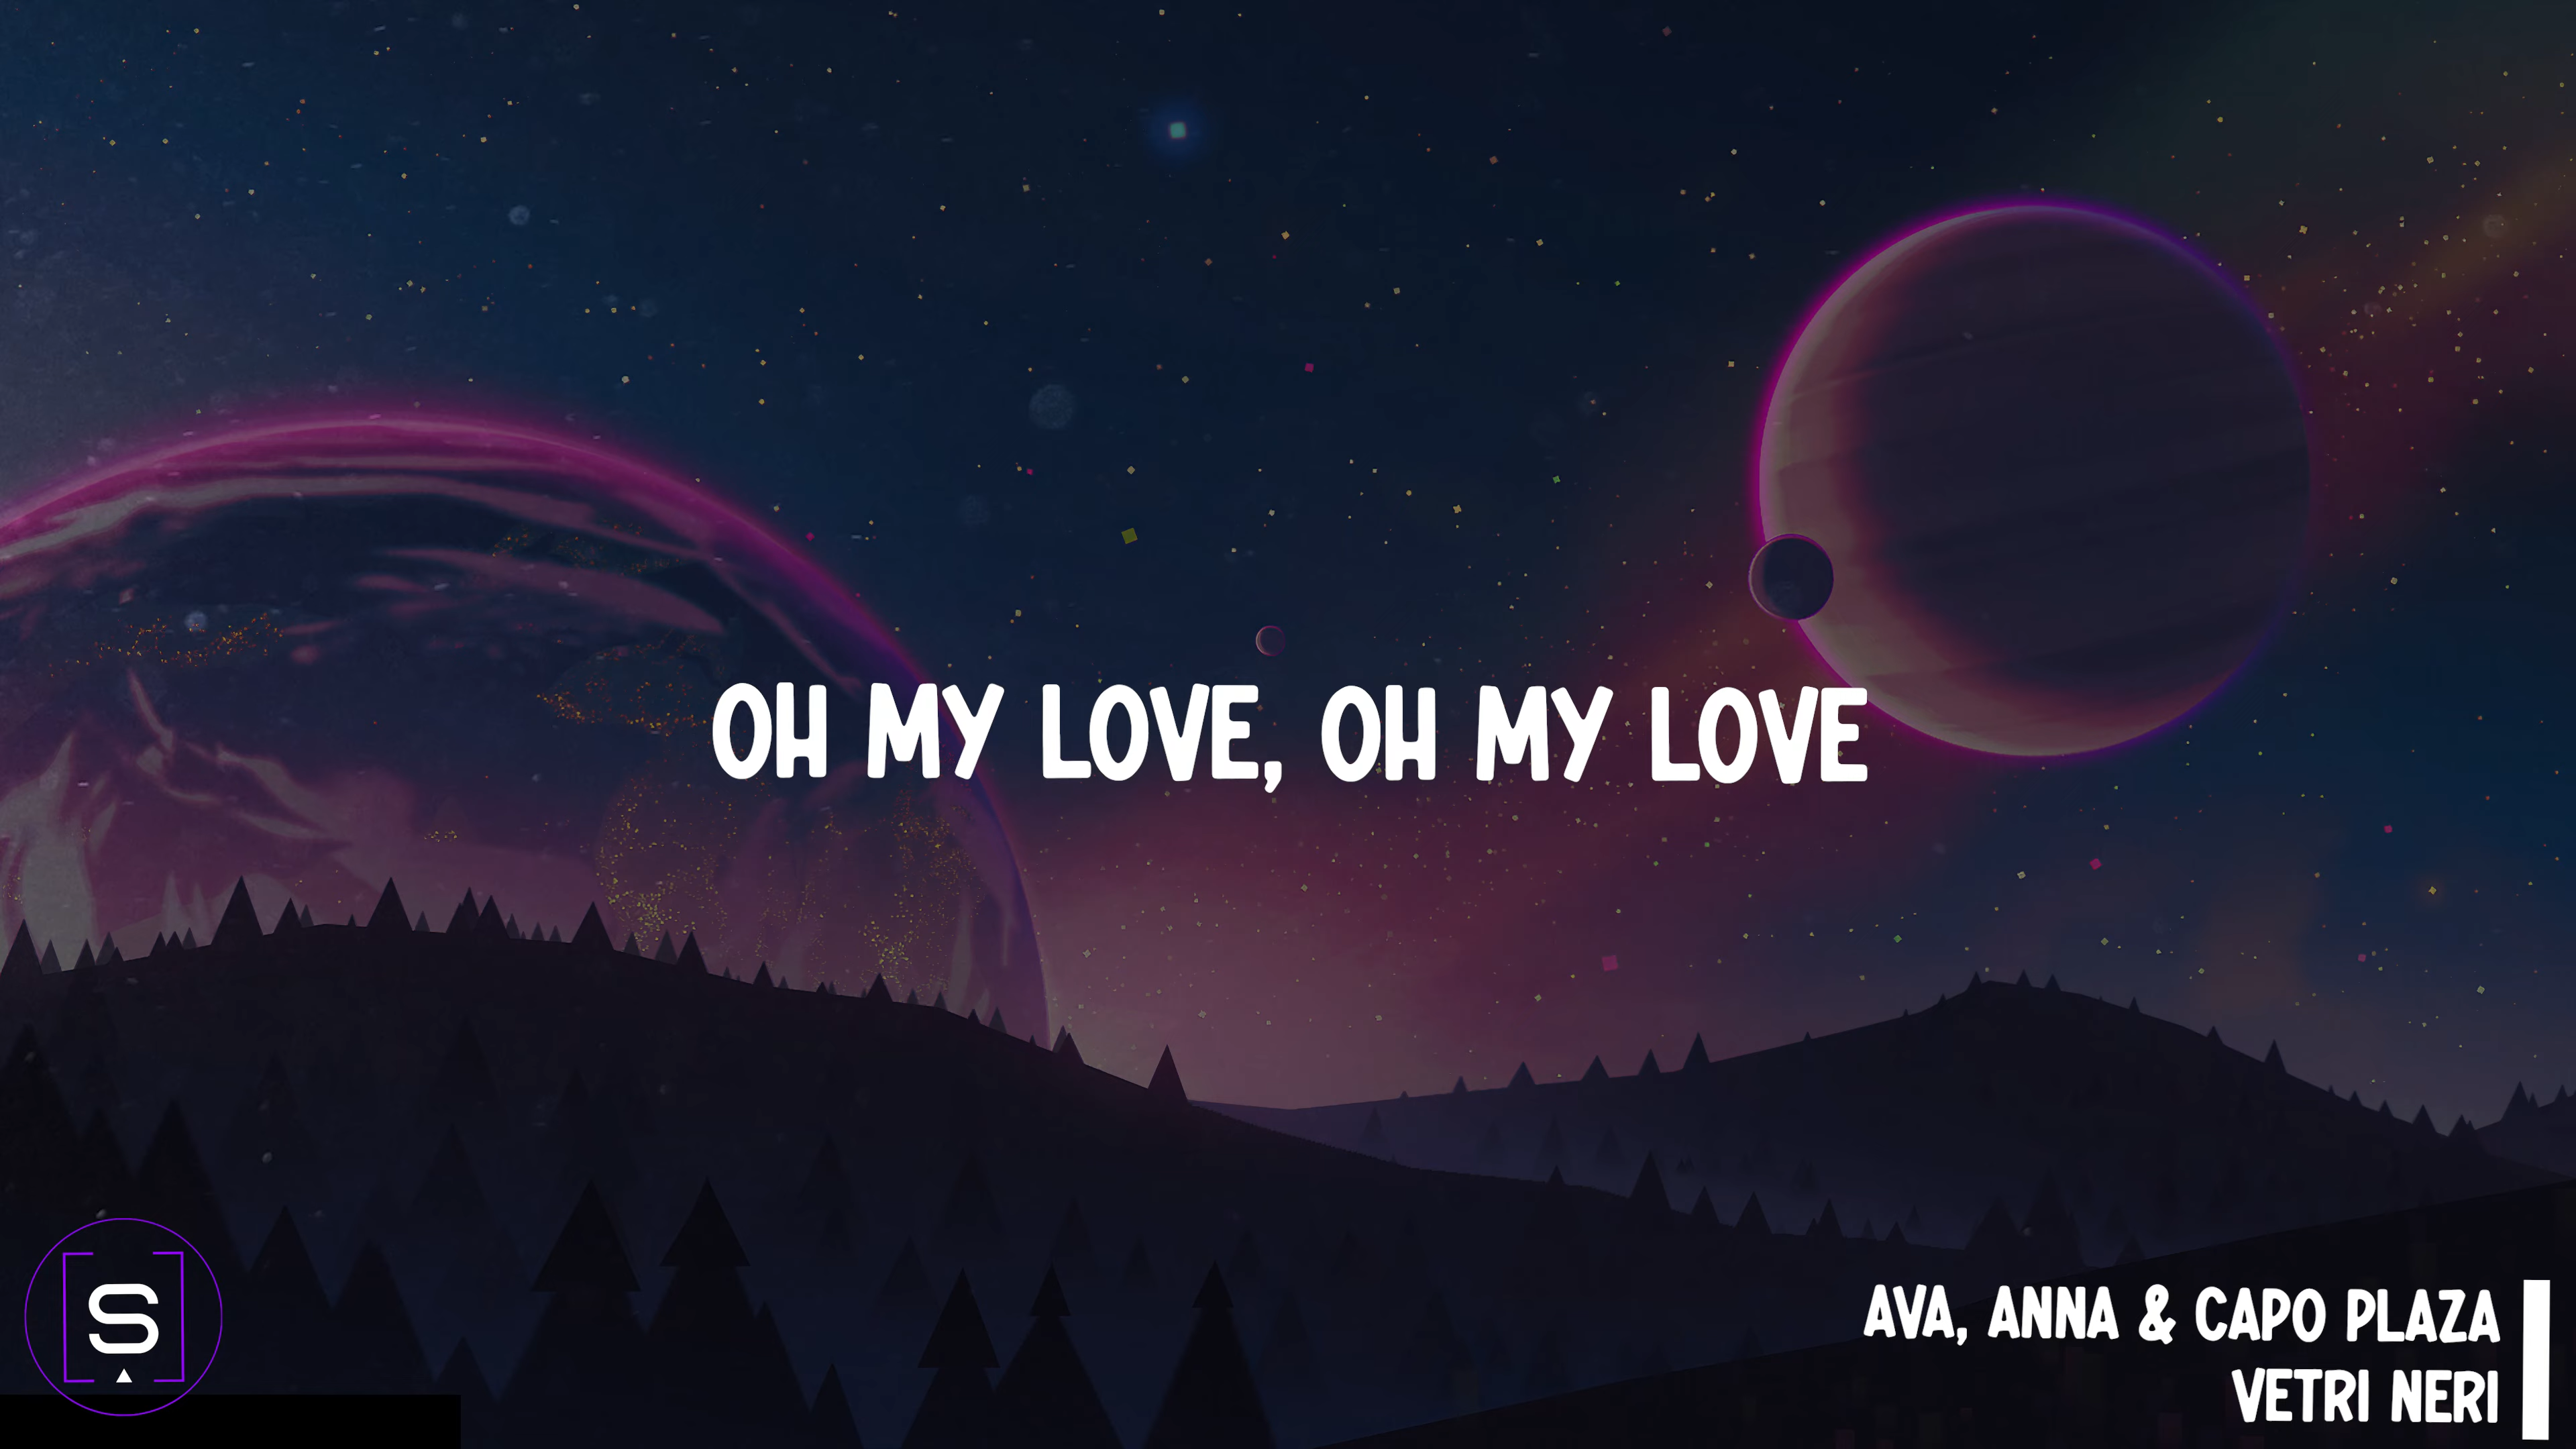 OH MY LOVE, OH MY LOVE
S
AVA, ANNA & CAPO PLAZA
VETRI NERI